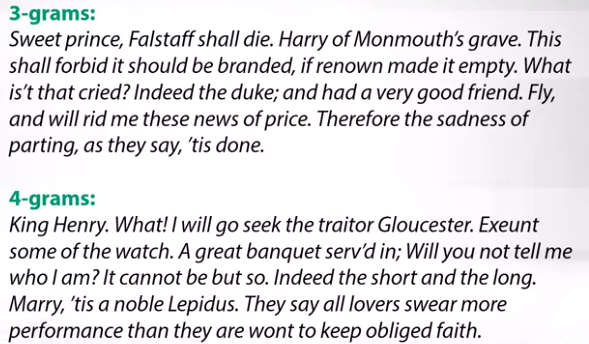 3-grams:
Sweet prince, Falstaff shall die. Harry of Monmouth’s grave. This
shall forbid it should be branded, if renown made it empty. What
is’t that cried? Indeed the duke; and had a very good friend. Fly,
and will rid me these news of price. Therefore the sadness of
parting, as they say, ’tis done.
4-grams:
King Henry. What! I will go seek the traitor Gloucester. Exeunt
some of the watch. A great banquet serv’d in; Will you not tell me
who I am? It cannot be but so. Indeed the short and the long.
Marry, ’tis a noble Lepidus. They say all lovers swear more
performance than they are wont to keep obliged faith.